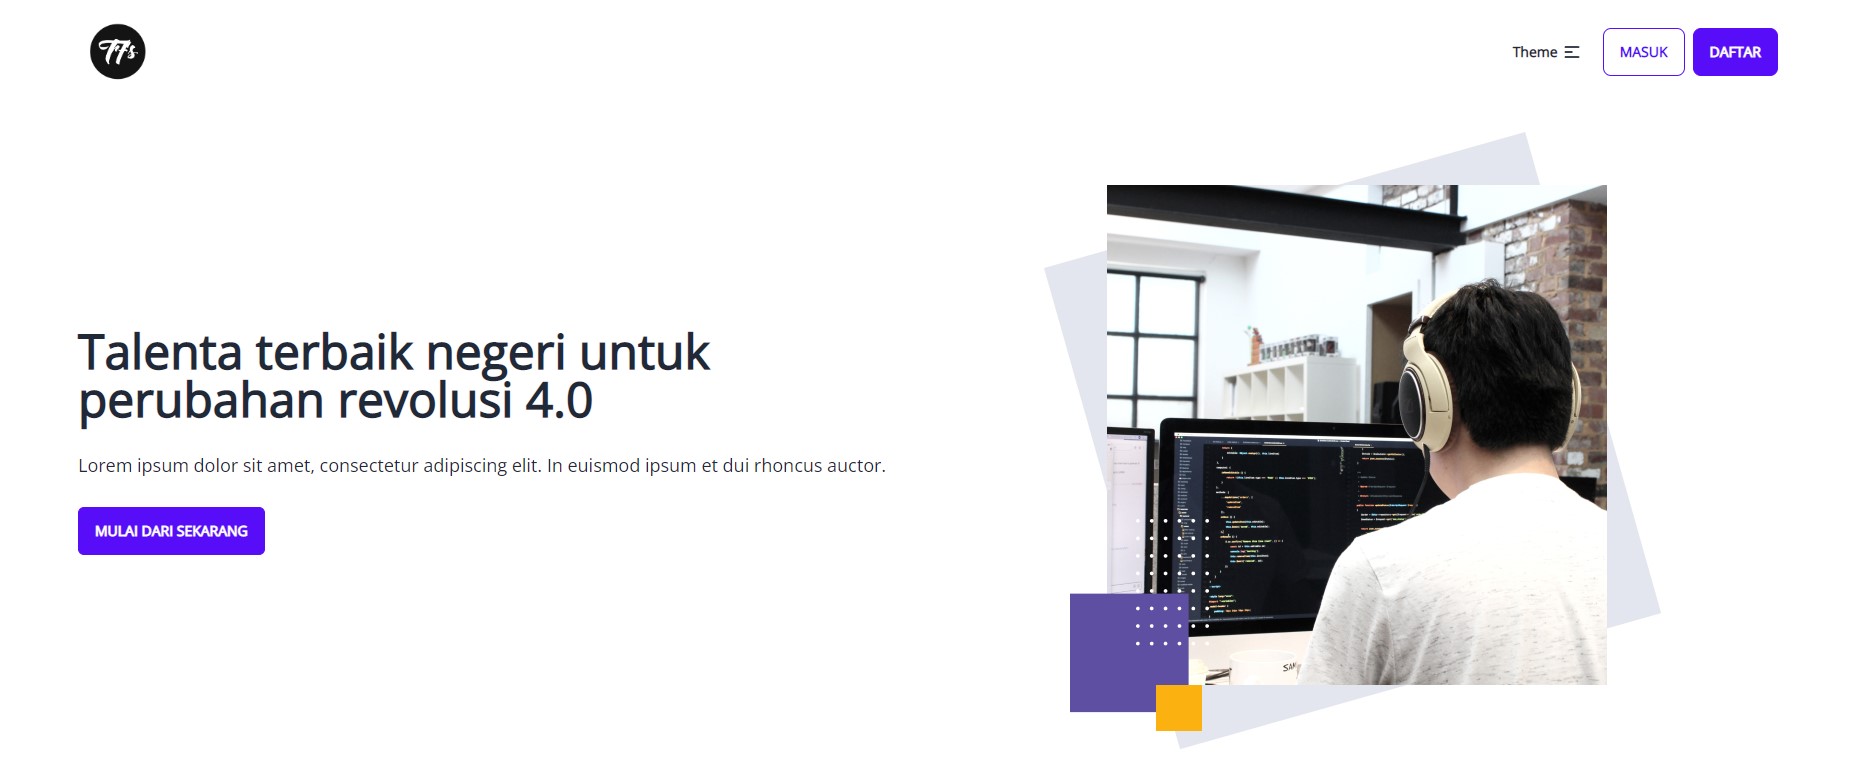 77s
Theme
MASUK
DAFTAR
Talenta terbaik negeri untuk
perubahan revolusi 4.0
Lorem ipsum dolor sit amet, consectetur adipiscing elit. In euismod ipsum et dui rhoncus auctor.
MULAI DARI SEKARANG